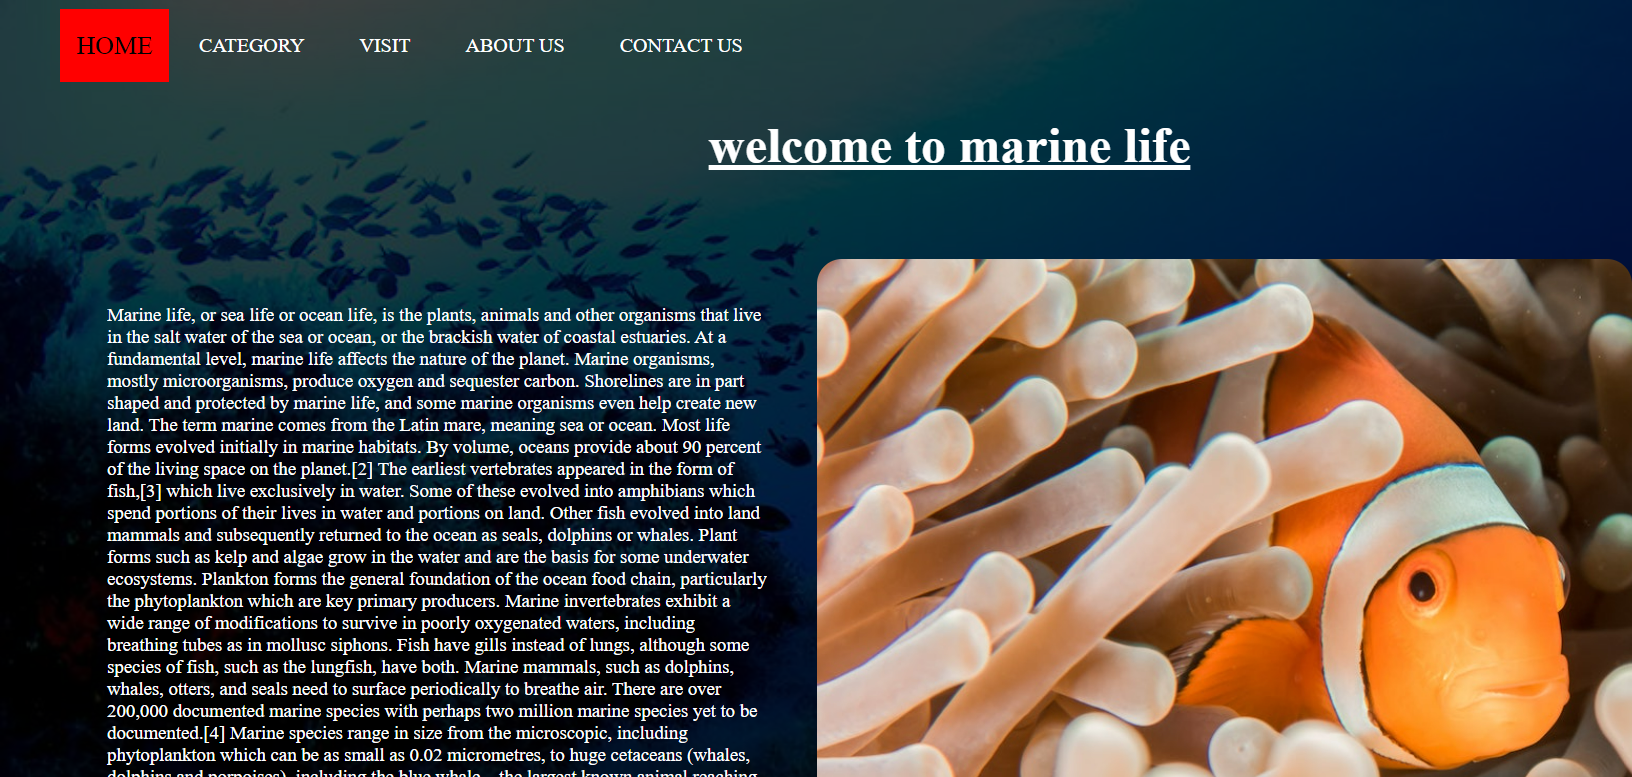 HOME CATEGORY VISIT ABOUT US CONTACT US
welcome to marine life
Marine life, or sea life or ocean life, is the plants, animals and other organisms that live
in the salt water of the sea or ocean, or the brackish water of coastal estuaries. At a
fundamental level, marine life affects the nature of the planet. Marine organisms,
mostly microorganisms, produce oxygen and sequester carbon. Shorelines are in part
shaped and protected by marine life, and some marine organisms even help create new
land. The term marine comes from the Latin mare, meaning sea or ocean. Most life
forms evolved initially in marine habitats. By volume, oceans provide about 90 percent
of the living space on the planet.[2] The earliest vertebrates appeared in the form of
fish,[3] which live exclusively in water. Some of these evolved into amphibians which
spend portions of their lives in water and portions on land. Other fish evolved into land
mammals and subsequently returned to the ocean as seals, dolphins or whales. Plant
forms such as kelp and algae grow in the water and are the basis for some underwater
ecosystems. Plankton forms the general foundation of the ocean food chain, particularly
the phytoplankton which are key primary producers. Marine invertebrates exhibit a
wide range of modifications to survive in poorly oxygenated waters, including
breathing tubes as in mollusc siphons. Fish have gills instead of lungs, although some
species of fish, such as the lungfish, have both. Marine mammals, such as dolphins,
whales, otters, and seals need to surface periodically to breathe air. There are over
200,000 documented marine species with perhaps two million marine species yet to be
documented.[4] Marine species range in size from the microscopic, including
phytoplankton which can be as small as 0.02 micrometres, to huge cetaceans (whales,
dolphins and porpoises), including the blue whale – the largest known animal reaching